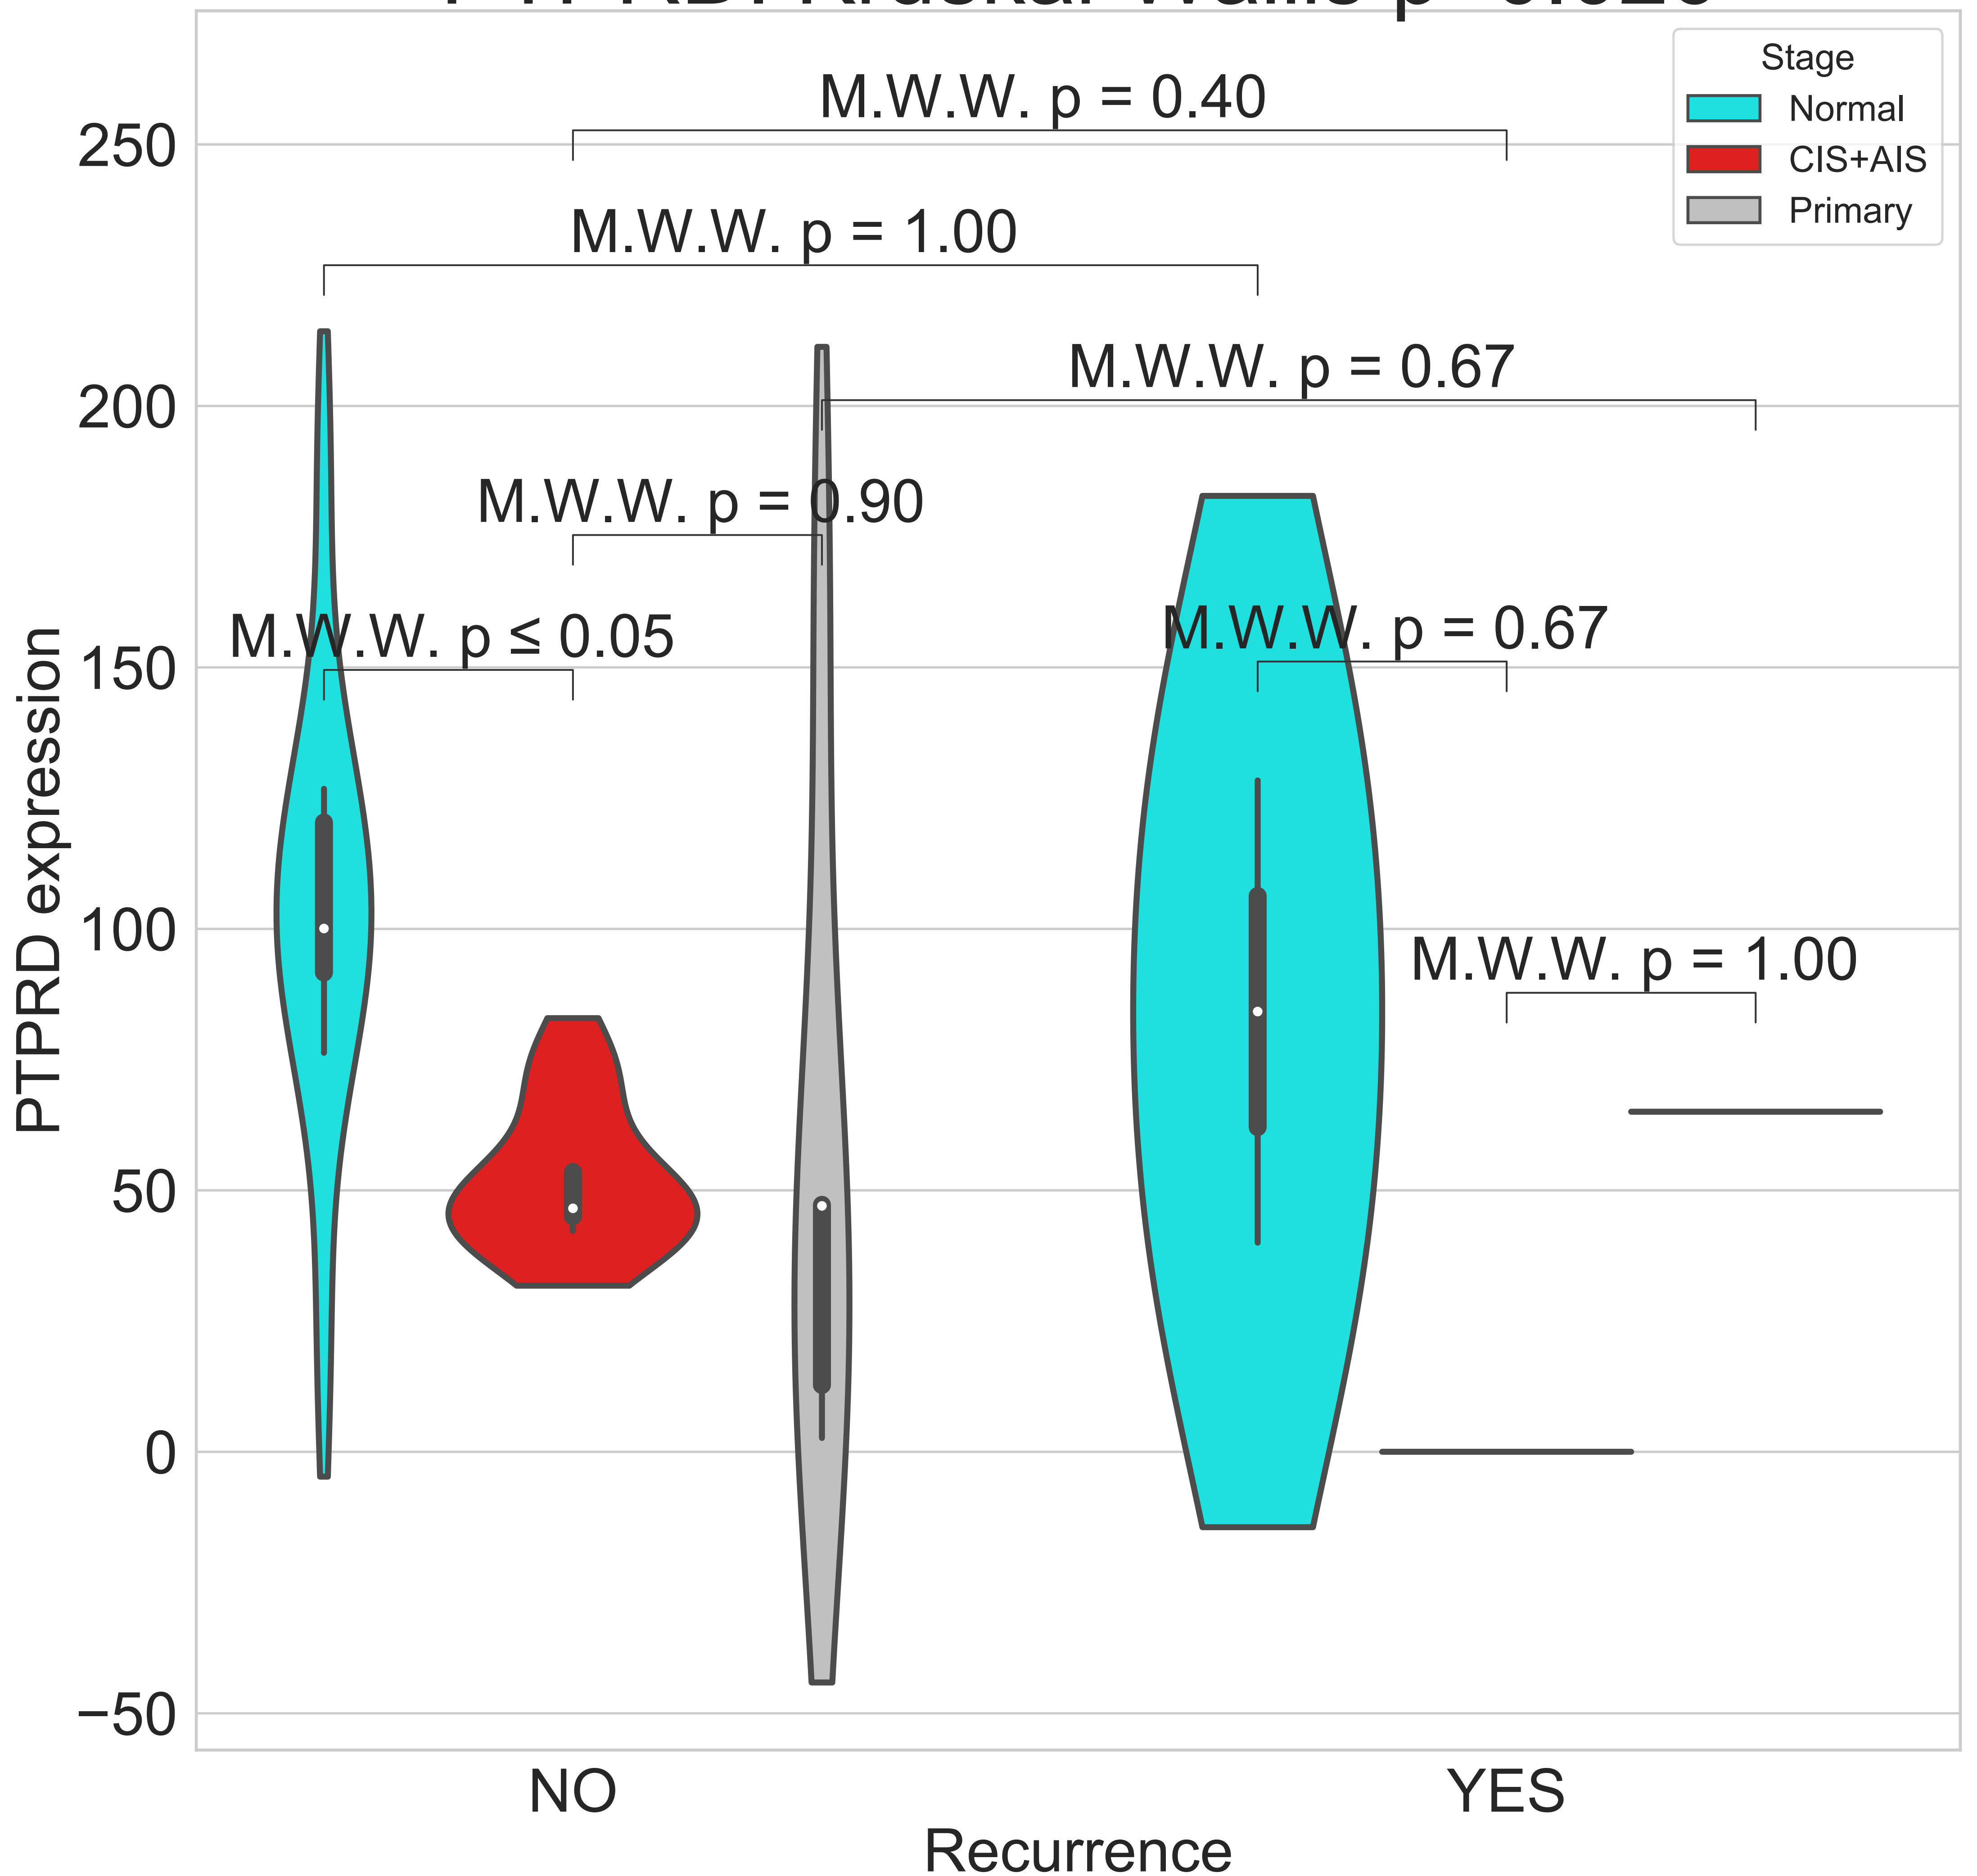 Stage
Normal
CIS+AIS
Primary
M.W.W. p = 0.40
M.W.W. p = 1.00
M.W.W. p = 0.67
M.W.W. p = 0.90
M.W.W. p ≤ 0.05
M.W.W. p = 0.67
M.W.W. p = 1.00
250
200
150
100
50
0
−50
PTPRD expression
NO
YES
Recurrence